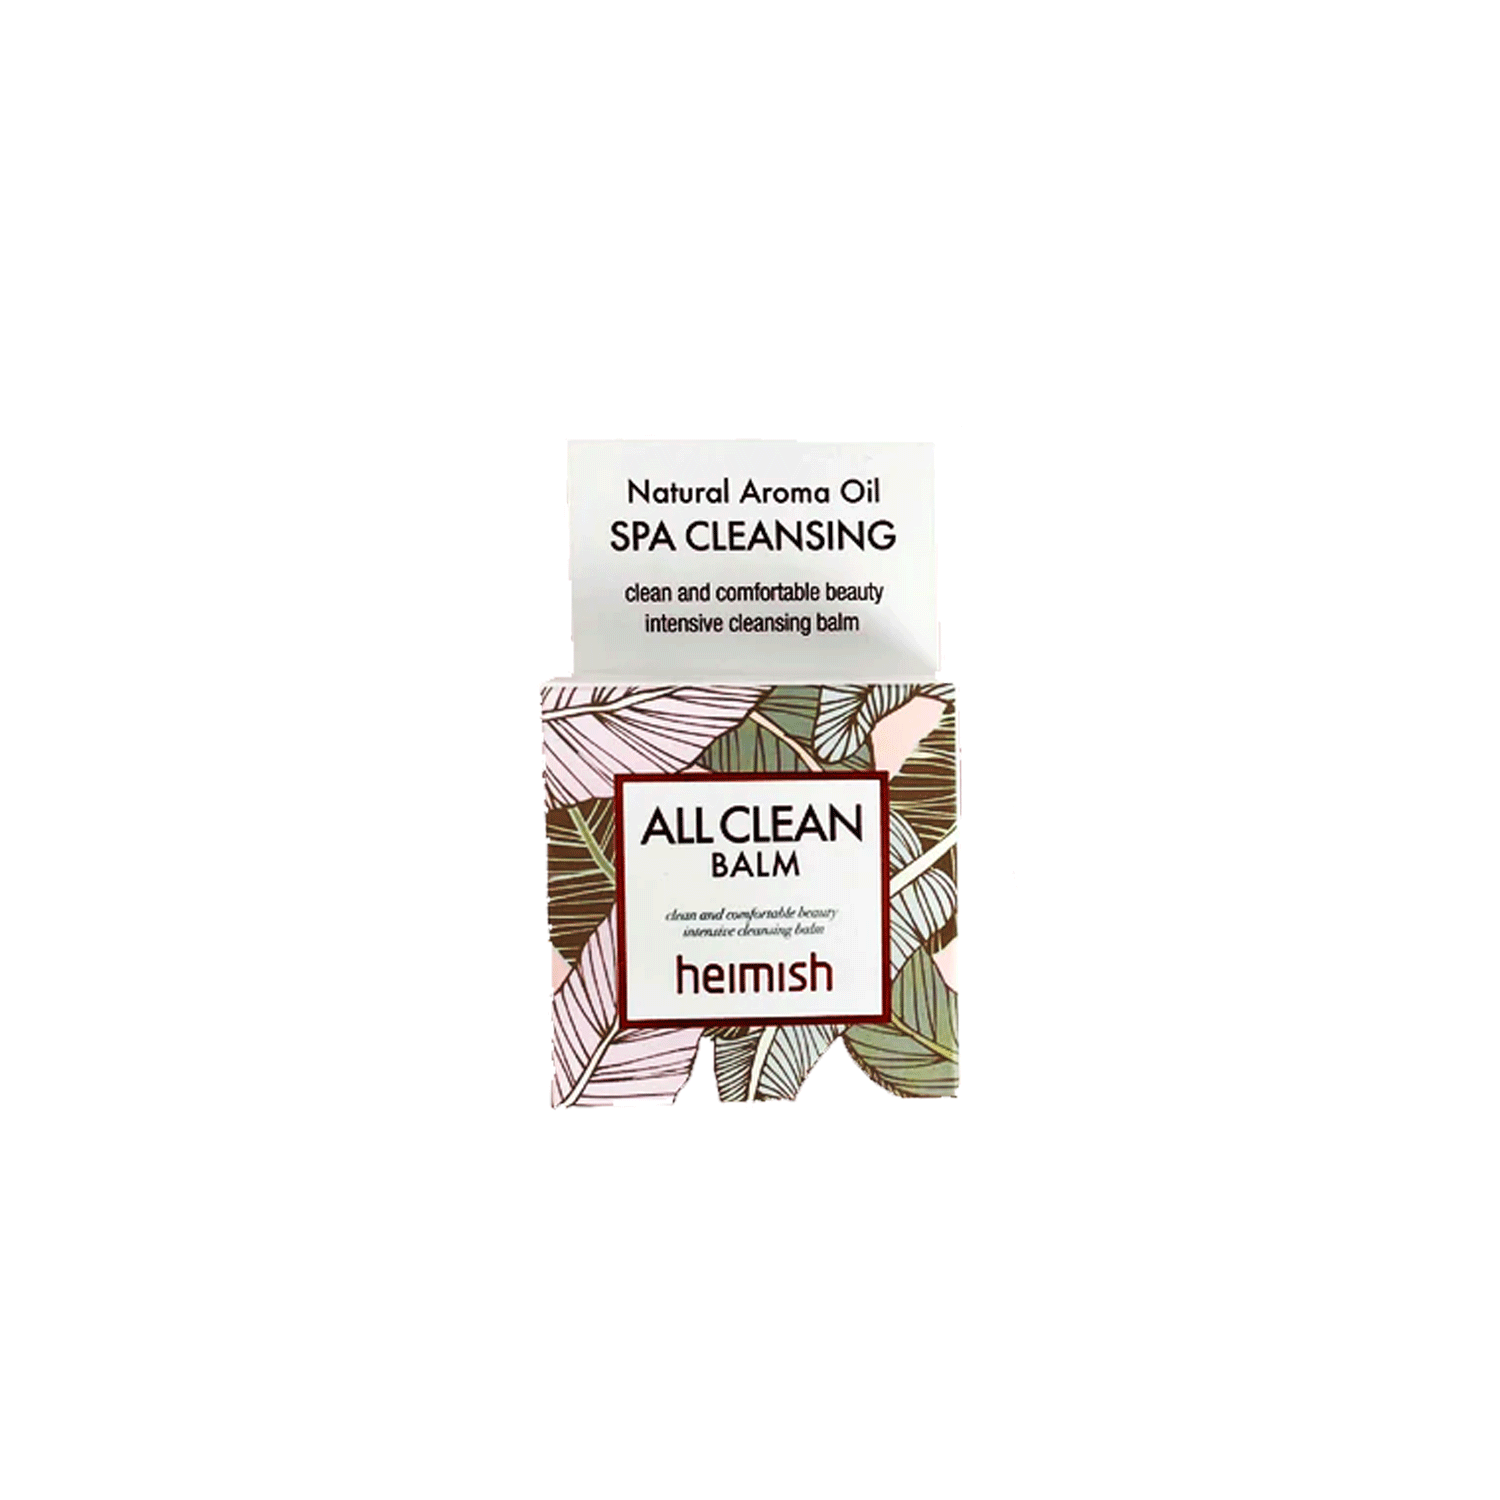 Natural Aroma Oil
SPA CLEANSING
clean and comfortable beauty
intensive cleansing balm
ALL CLEAN
BALM
clean and comfortable beauty
intensive cleansing balm
heimish